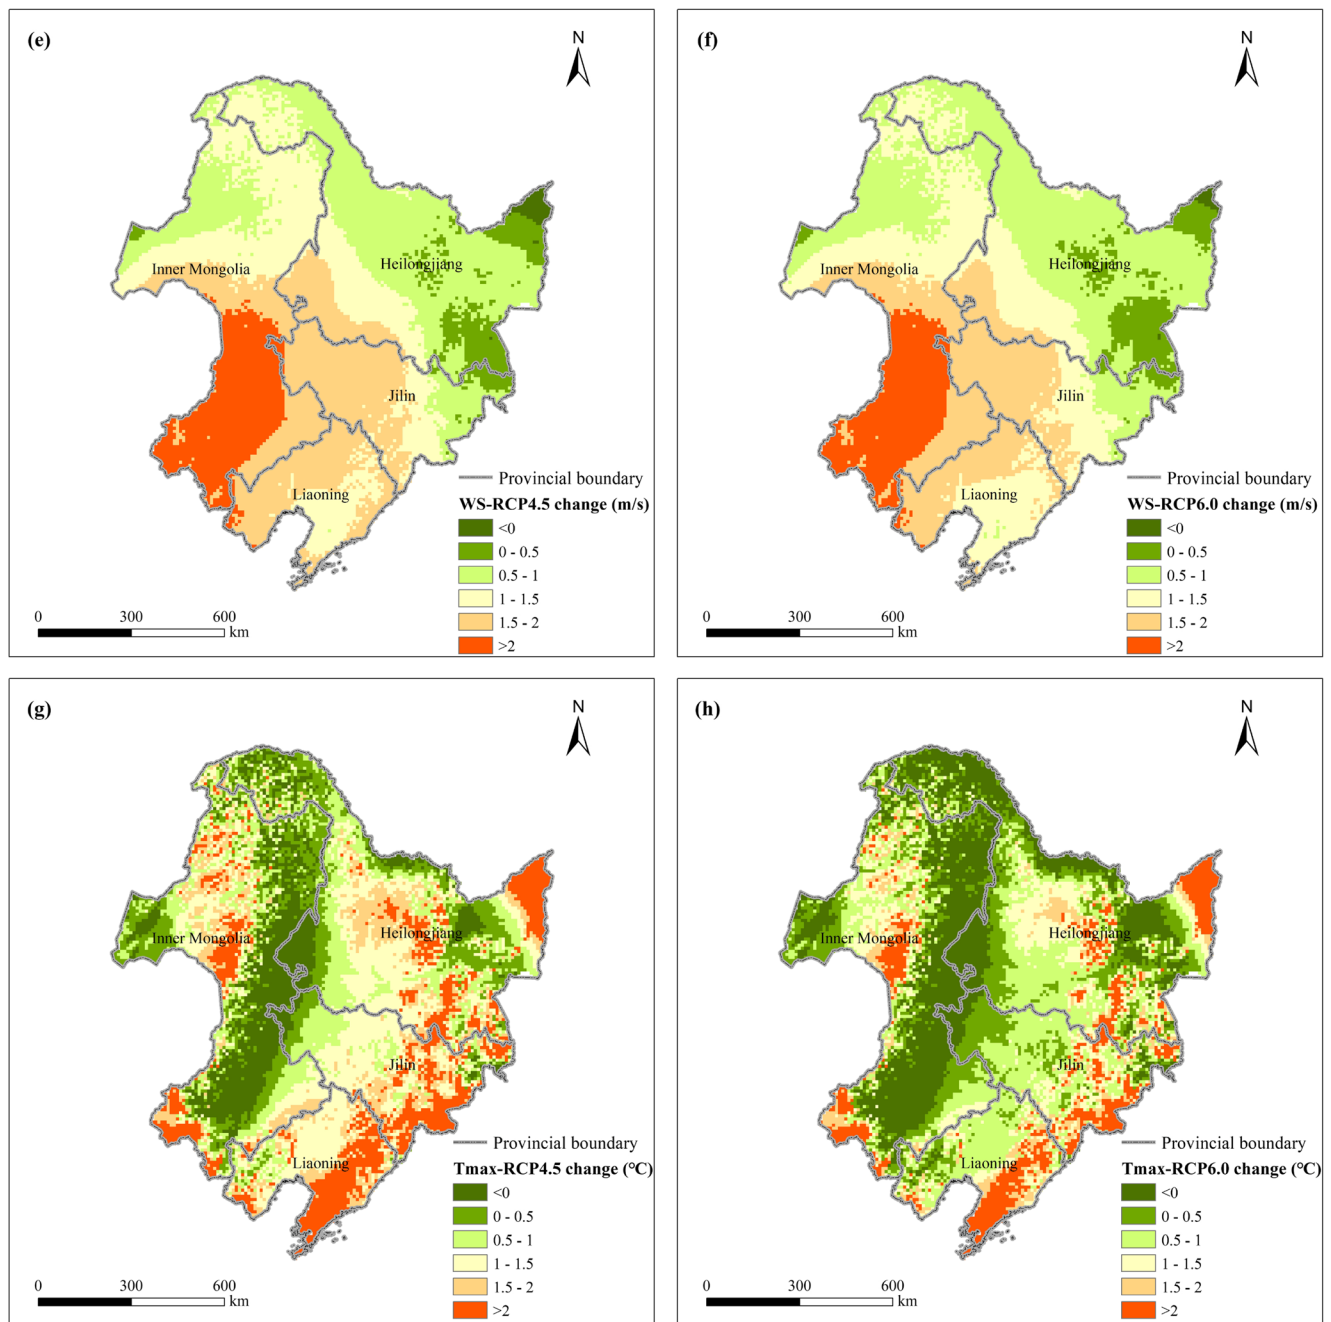 (e)
N
Inner Mongolia
Heilongjiang
Jilin
Liaoning
Provincial boundary
WS-RCP4.5 change (m/s)
<0
0 - 0.5
0.5 - 1
1 - 1.5
1.5 - 2
>2
0 300 600
km
(f)
N
Inner Mongolia
Heilongjiang
Jilin
Liaoning
Provincial boundary
WS-RCP6.0 change (m/s)
<0
0 - 0.5
0.5 - 1
1 - 1.5
1.5 - 2
>2
0 300 600
km
(g)
N
Inner Mongolia
Heilongjiang
Jilin
Liaoning
Provincial boundary
Tmax-RCP4.5 change (℃)
<0
0 - 0.5
0.5 - 1
1 - 1.5
1.5 - 2
>2
0 300 600
km
(h)
N
Inner Mongolia
Heilongjiang
Jilin
Liaoning
Provincial boundary
Tmax-RCP6.0 change (℃)
<0
0 - 0.5
0.5 - 1
1 - 1.5
1.5 - 2
>2
0 300 600
km